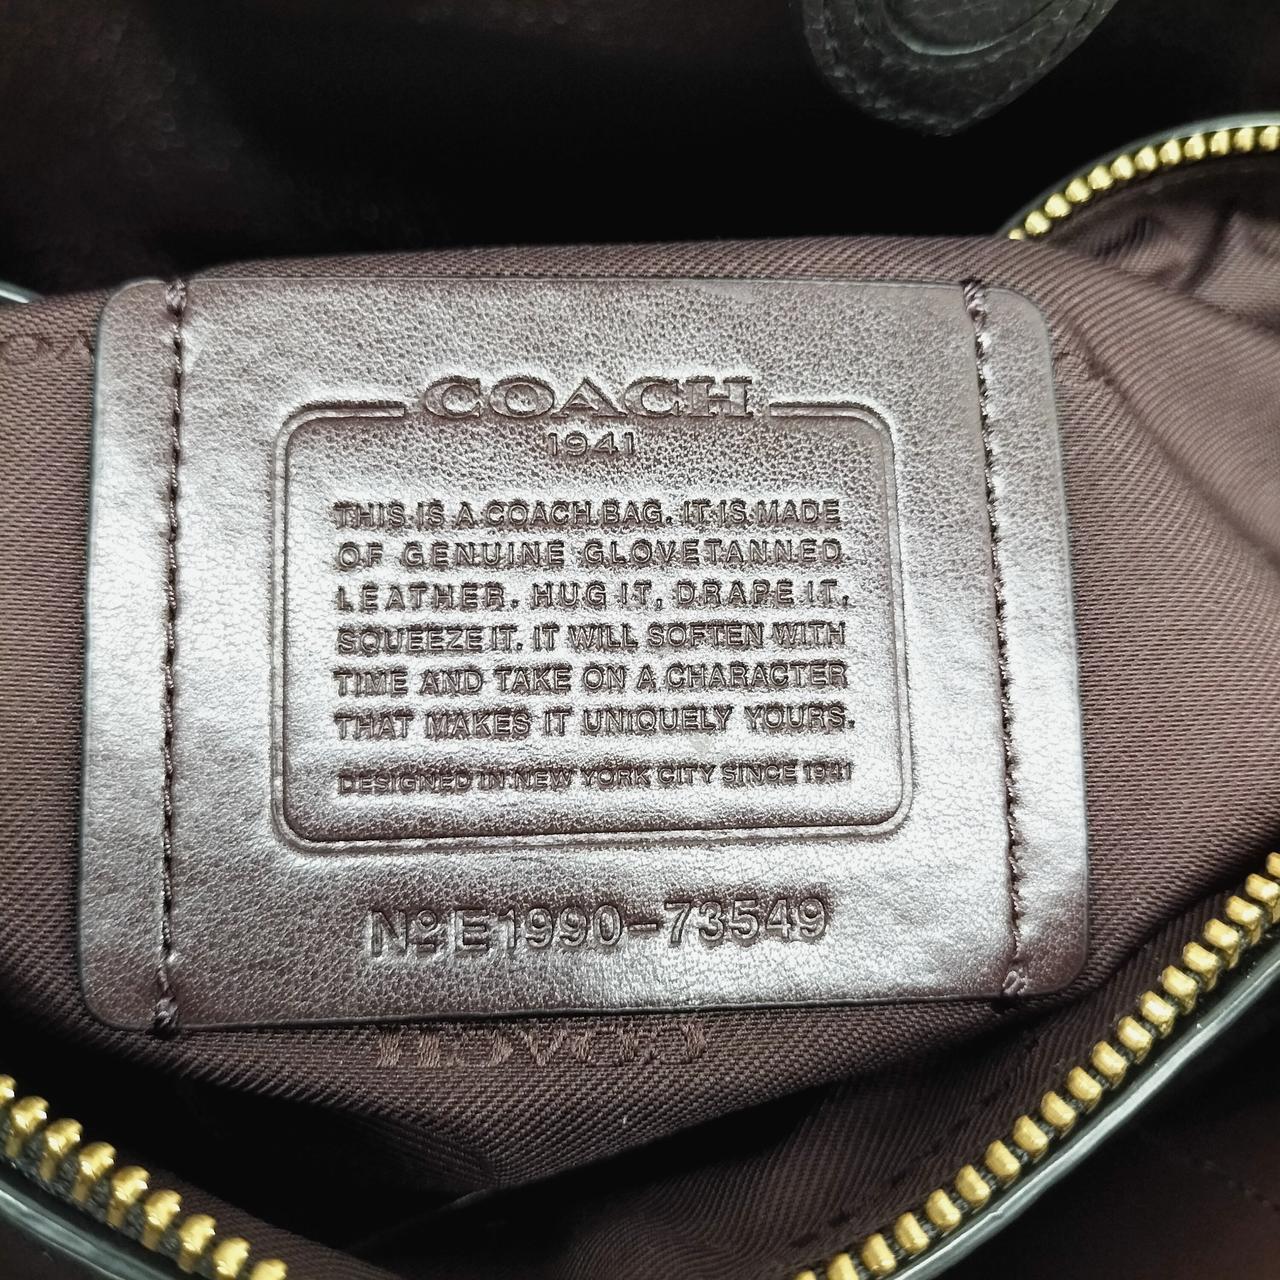 COACH
1941
THIS IS A COACH BAG. IT IS MADE
OF GENUINE GLOVETANNED
LEATHER. HUG IT, DRAPE IT,
SQUEEZE IT. IT WILL SOFTEN WITH
TIME AND TAKE ON A CHARACTER
THAT MAKES IT UNIQUELY YOURS.
DESIGNED IN NEW YORK CITY SINCE 1941
Nº E1990-73549
COACH